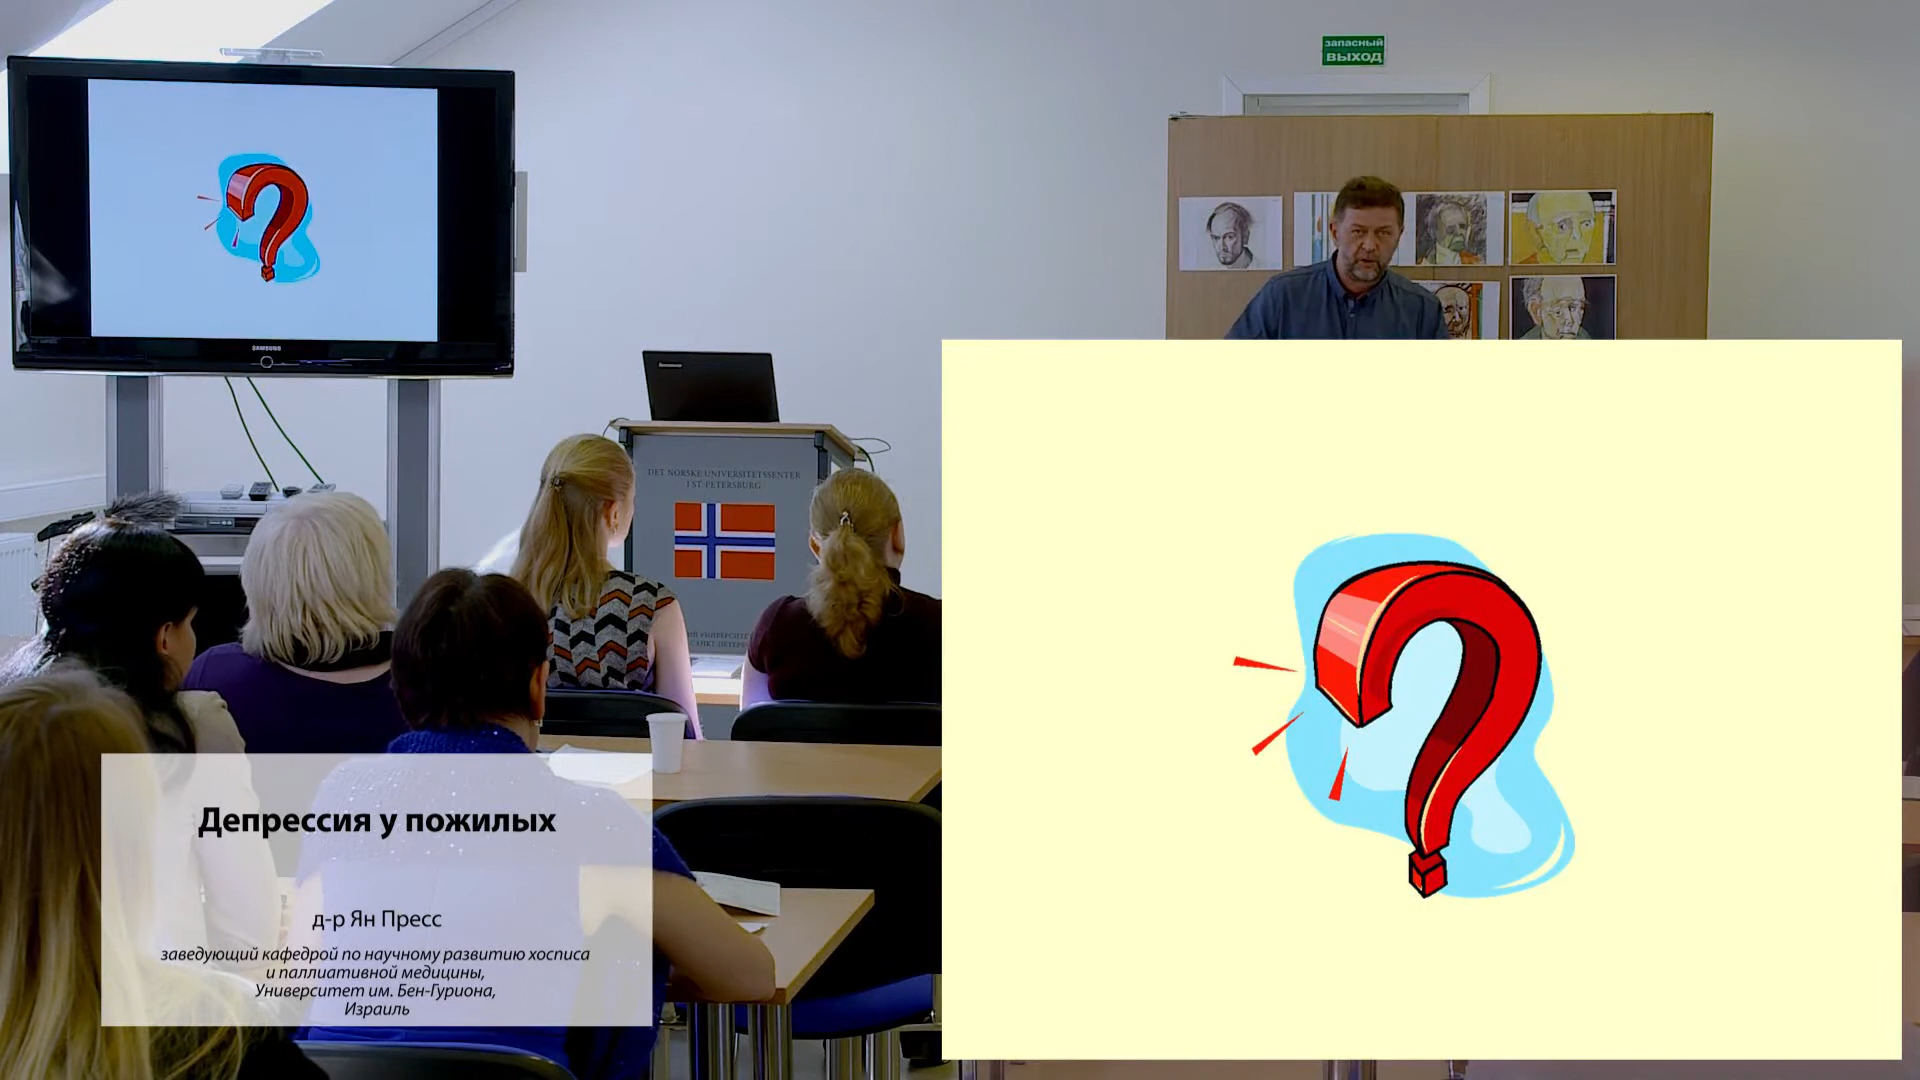 запасный
ВЫХОД
SAMSUNG
DET NORSKE UNIVERSITETSSENTER
I ST. PETERSBURG
Депрессия у пожилых
д-р Ян Пресс
заведующий кафедрой по научному развитию хосписа
и паллиативной медицины,
Университет им. Бен-Гуриона,
Израиль